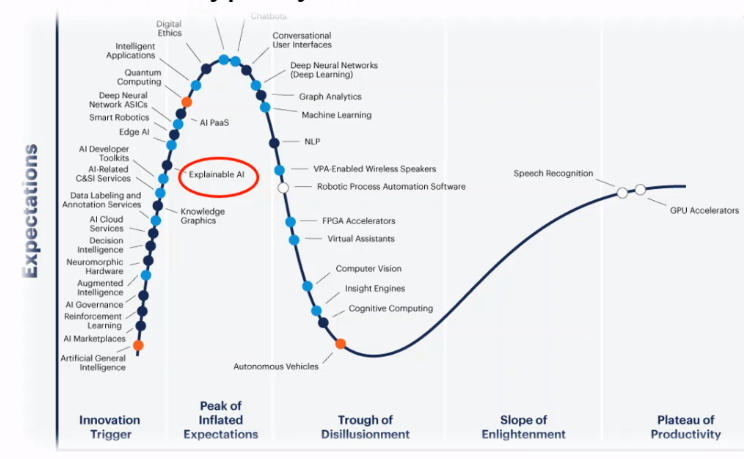 Chatbots
Digital
Ethics
Conversational
User Interfaces
Intelligent
Applications
Deep Neural Networks
(Deep Learning)
Quantum
Computing
Graph Analytics
Deep Neural
Network ASICs
Machine Learning
Smart Robotics
AI PaaS
Edge AI
NLP
AI Developer
Toolkits
VPA-Enabled Wireless Speakers
AI-Related
C&SI Services
Explainable AI
Speech Recognition
Robotic Process Automation Software
Data Labeling and
Annotation Services
Knowledge
Graphics
GPU Accelerators
AI Cloud
Services
FPGA Accelerators
Decision
Intelligence
Virtual Assistants
Neuromorphic
Hardware
Computer Vision
Augmented
Intelligence
Insight Engines
AI Governance
Cognitive Computing
Reinforcement
Learning
AI Marketplaces
Artificial General
Intelligence
Autonomous Vehicles
Expectations
Innovation
Trigger
Peak of
Inflated
Expectations
Trough of
Disillusionment
Slope of
Enlightenment
Plateau of
Productivity